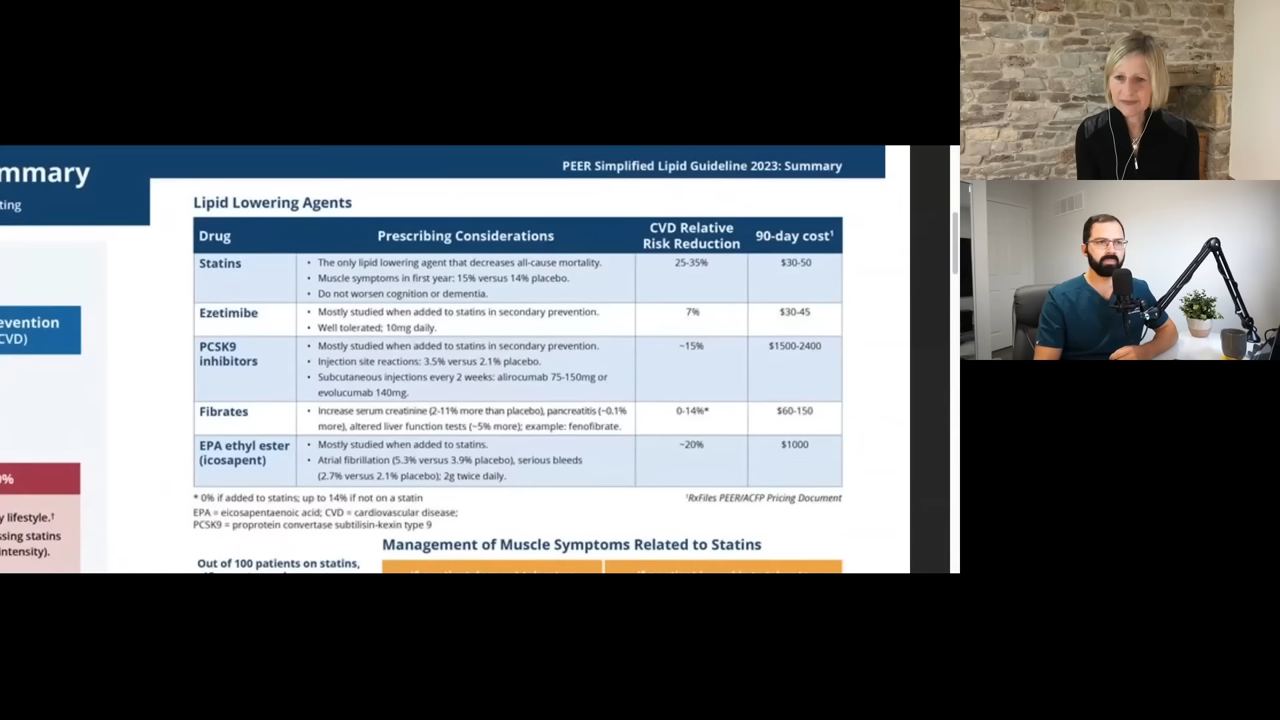 mmary
ting
PEER Simplified Lipid Guideline 2023: Summary
Lipid Lowering Agents
Drug
Prescribing Considerations
CVD Relative
Risk Reduction
90-day cost¹
Statins
• The only lipid lowering agent that decreases all-cause mortality.
• Muscle symptoms in first year: 15% versus 14% placebo.
• Do not worsen cognition or dementia.
25-35%
$30-50
Ezetimibe
• Mostly studied when added to statins in secondary prevention.
• Well tolerated; 10mg daily.
7%
$30-45
PCSK9
inhibitors
• Mostly studied when added to statins in secondary prevention.
• Injection site reactions: 3.5% versus 2.1% placebo.
• Subcutaneous injections every 2 weeks: alirocumab 75-150mg or
evolucumab 140mg.
~15%
$1500-2400
Fibrates
• Increase serum creatinine (2-11% more than placebo), pancreatitis (~0.1%
more), altered liver function tests (~5% more); example: fenofibrate.
0-14%*
$60-150
EPA ethyl ester
(icosapent)
• Mostly studied when added to statins.
• Atrial fibrillation (5.3% versus 3.9% placebo), serious bleeds
(2.7% versus 2.1% placebo); 2g twice daily.
~20%
$1000
* 0% if added to statins; up to 14% if not on a statin
¹RxFiles PEER/ACFP Pricing Document
EPA = eicosapentaenoic acid; CVD = cardiovascular disease;
PCSK9 = proprotein convertase subtilisin-kexin type 9
Management of Muscle Symptoms Related to Statins
Out of 100 patients on statins,
evention
CVD)
0%
y lifestyle.†
ssing statins
intensity).